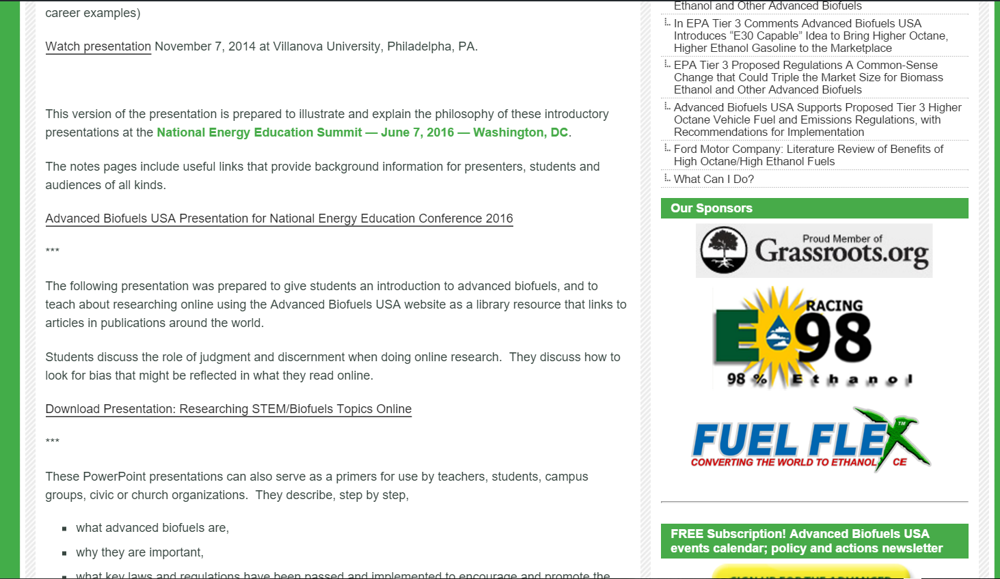 career examples)
Watch presentation November 7, 2014 at Villanova University, Philadelpha, PA.
This version of the presentation is prepared to illustrate and explain the philosophy of these introductory
presentations at the National Energy Education Summit — June 7, 2016 — Washington, DC.
The notes pages include useful links that provide background information for presenters, students and
audiences of all kinds.
Advanced Biofuels USA Presentation for National Energy Education Conference 2016
***
The following presentation was prepared to give students an introduction to advanced biofuels, and to
teach about researching online using the Advanced Biofuels USA website as a library resource that links to
articles in publications around the world.
Students discuss the role of judgment and discernment when doing online research.  They discuss how to
look for bias that might be reflected in what they read online.
Download Presentation: Researching STEM/Biofuels Topics Online
***
These PowerPoint presentations can also serve as a primers for use by teachers, students, campus
groups, civic or church organizations.  They describe, step by step,
what advanced biofuels are,
why they are important,
what key laws and regulations have been passed and implemented to encourage and promote the
Ethanol and Other Advanced Biofuels
In EPA Tier 3 Comments Advanced Biofuels USA
Introduces “E30 Capable” Idea to Bring Higher Octane,
Higher Ethanol Gasoline to the Marketplace
EPA Tier 3 Proposed Regulations A Common-Sense
Change that Could Triple the Market Size for Biomass
Ethanol and Other Advanced Biofuels
Advanced Biofuels USA Supports Proposed Tier 3 Higher
Octane Vehicle Fuel and Emissions Regulations, with
Recommendations for Implementation
Ford Motor Company: Literature Review of Benefits of
High Octane/High Ethanol Fuels
What Can I Do?
Our Sponsors
Proud Member of
Grassroots.org
RACING
E98
98 % Ethanol
FUEL FLEX TM
CONVERTING THE WORLD TO ETHANOL CE
FREE Subscription! Advanced Biofuels USA
events calendar; policy and actions newsletter
SIGN UP FOR THE ADVANCED